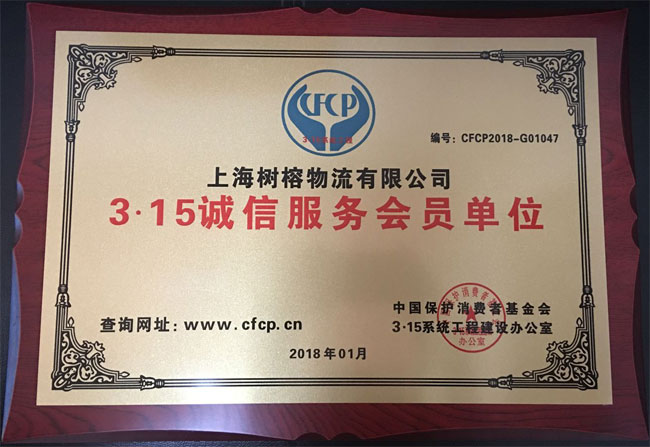 CFCP
编号：CFCP2018-G01047
上海树榕物流有限公司
3·15诚信服务会员单位
中国保护消费者基金会
查询网址：www.cfcp.cn
3·15系统工程建设办公室
办公室
2018年01月